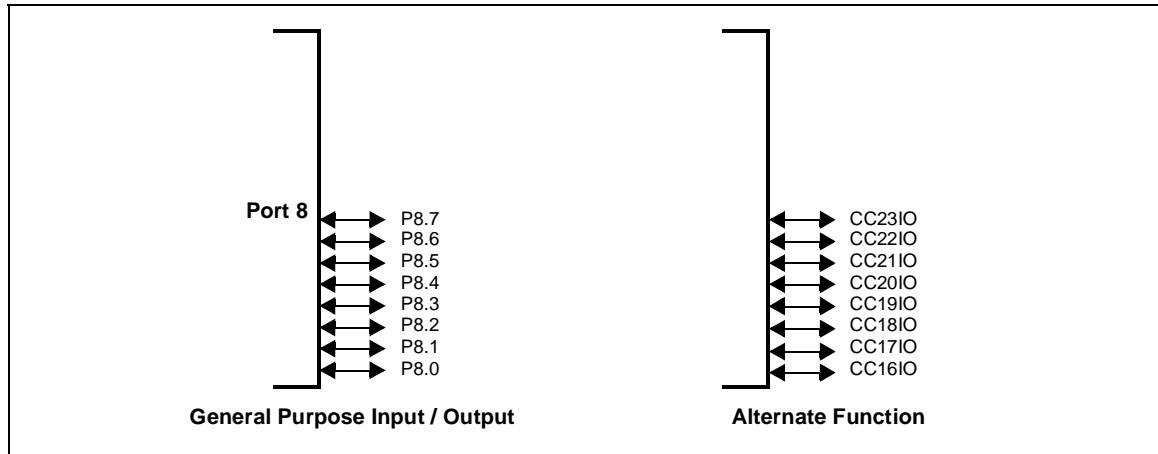 Port 8
P8.7
P8.6
P8.5
P8.4
P8.3
P8.2
P8.1
P8.0
General Purpose Input / Output
CC23IO
CC22IO
CC21IO
CC20IO
CC19IO
CC18IO
CC17IO
CC16IO
Alternate Function